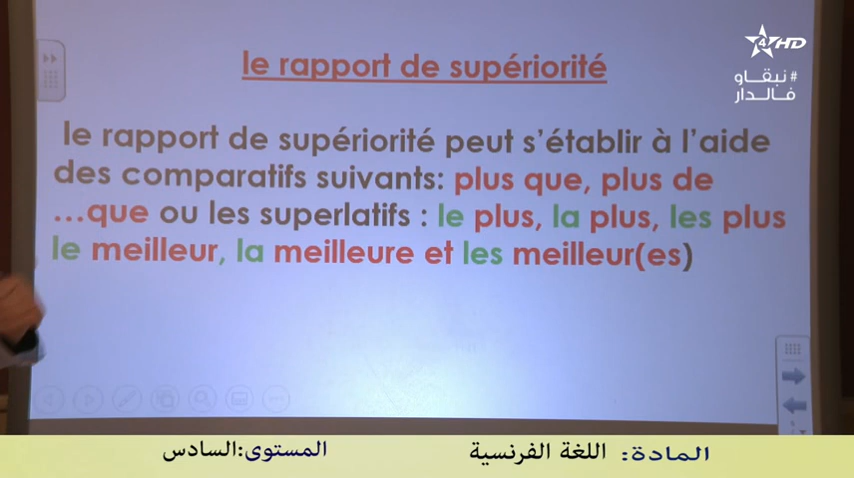 4HD
#نبقاو
فالدار
le rapport de supériorité
le rapport de supériorité peut s'établir à l'aide
des comparatifs suivants: plus que, plus de
...que ou les superlatifs : le plus, la plus, les plus
le meilleur, la meilleure et les meilleur(es)
المادة: اللغة الفرنسية
المستوى:السادس